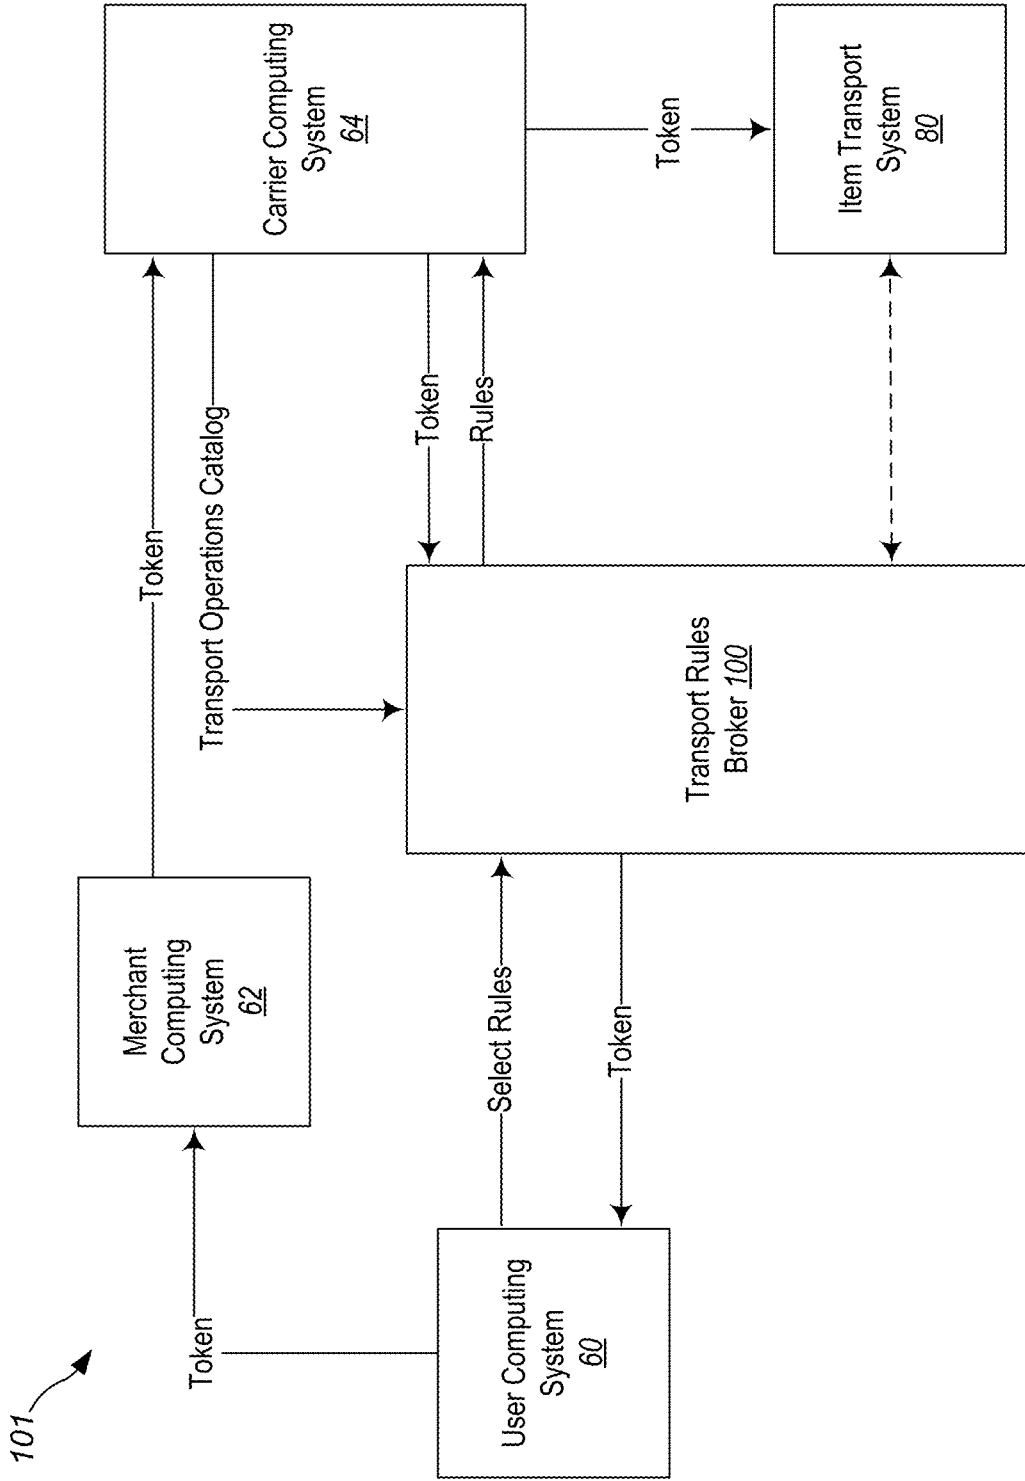 101
Token
Merchant
Computing
System
62
Token
Transport Operations Catalog
Carrier Computing
System
64
User Computing
System
60
Select Rules
Token
Transport Rules
Broker 100
Token
Rules
Token
Item Transport
System
80